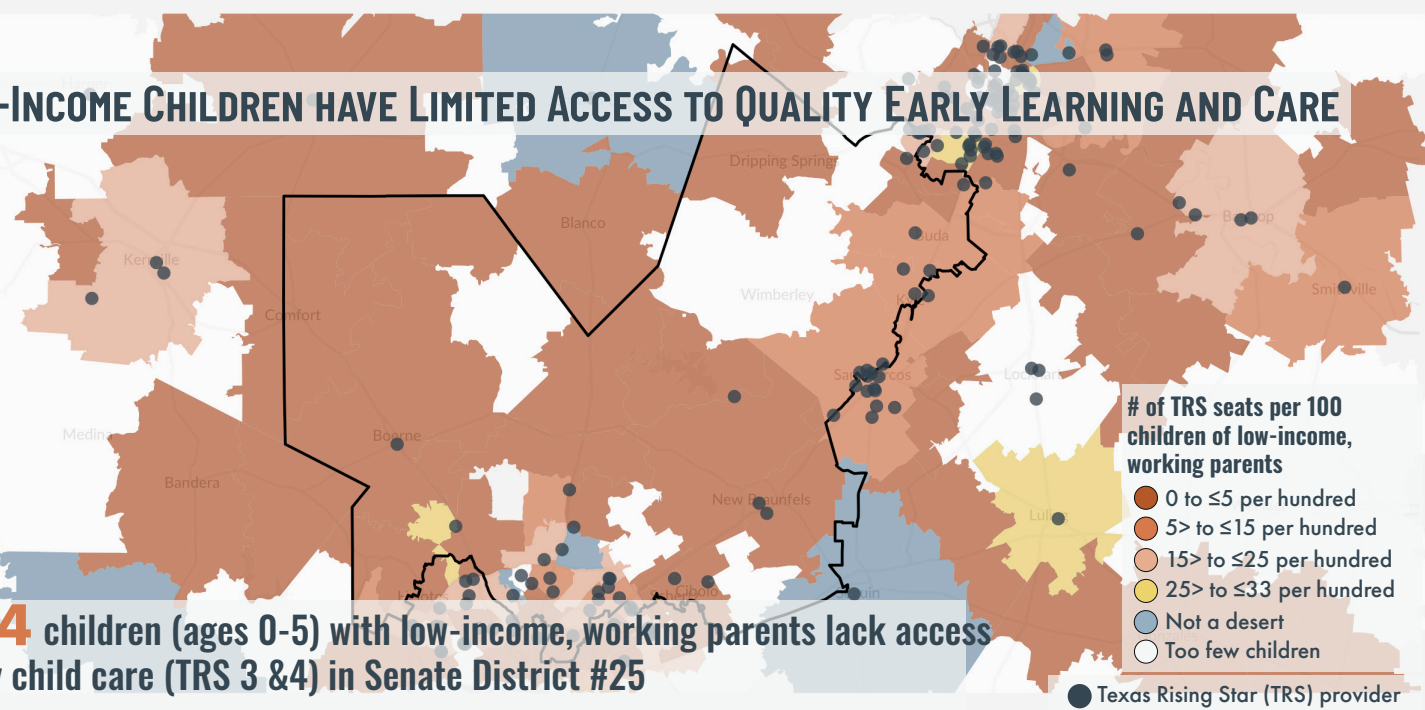 -Income Children have Limited Access to Quality Early Learning and Care
Dripping Springs
Blanco
Kerrville
Buda
Bastrop
Comfort
Wimberley
Smithville
San Marcos
Lockhart
Medina
Boerne
Bandera
New Braunfels
Luling
Cibolo
# of TRS seats per 100
children of low-income,
working parents
0 to ≤5 per hundred
5> to ≤15 per hundred
15> to ≤25 per hundred
25> to ≤33 per hundred
Not a desert
Too few children
4 children (ages 0-5) with low-income, working parents lack access
child care (TRS 3 &4) in Senate District #25
Texas Rising Star (TRS) provider